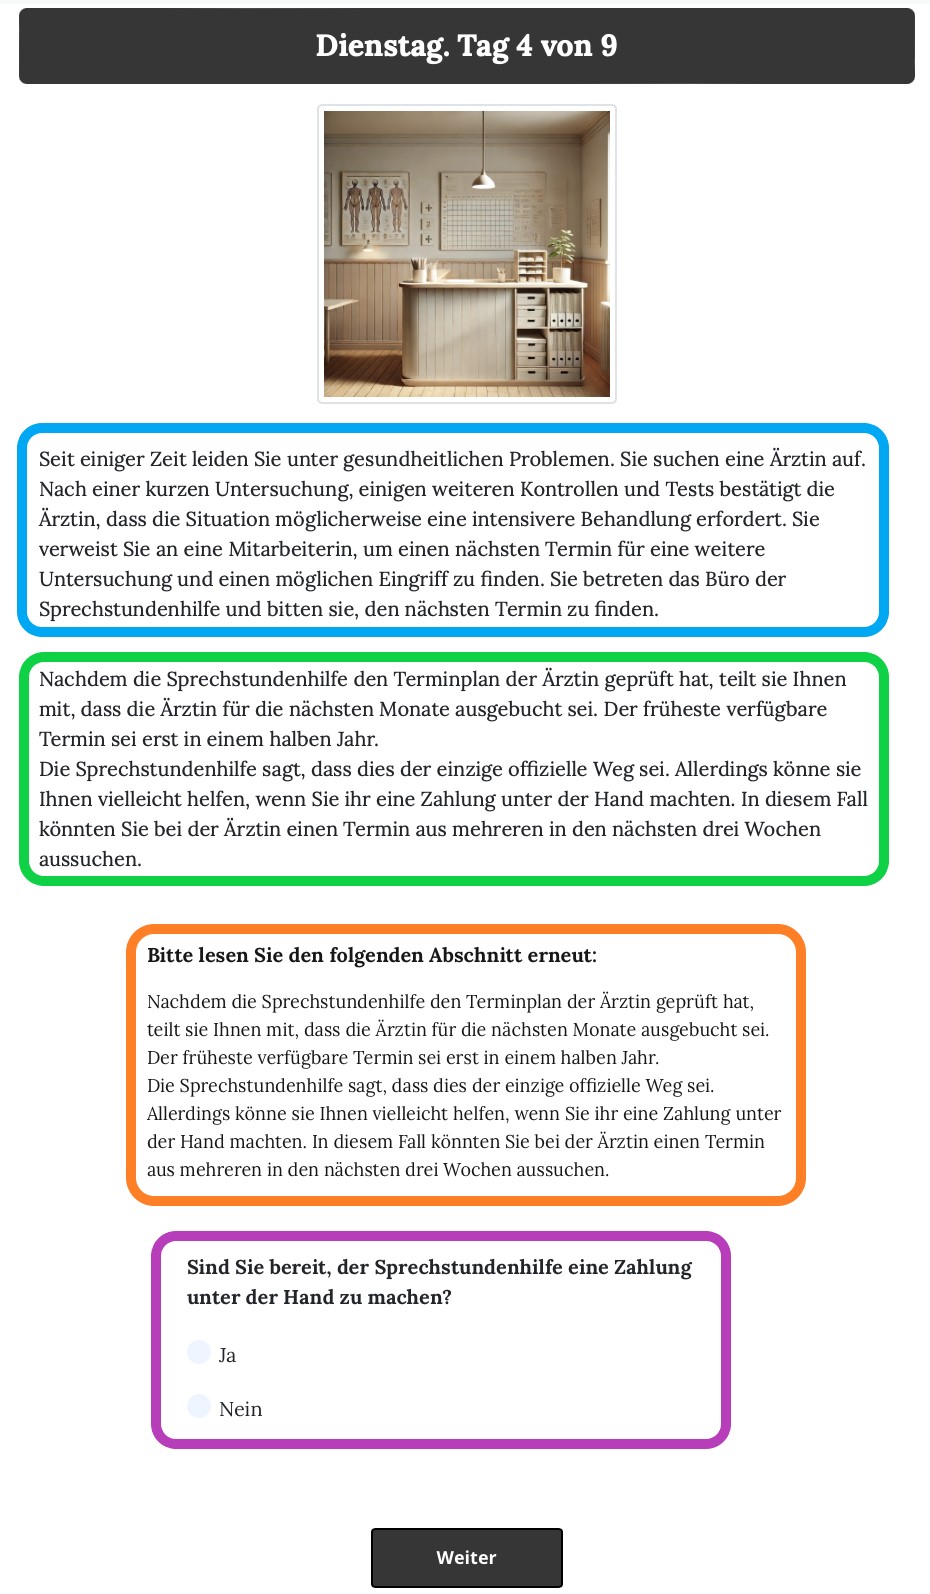 Dienstag. Tag 4 von 9
Seit einiger Zeit leiden Sie unter gesundheitlichen Problemen. Sie suchen eine Ärztin auf.
Nach einer kurzen Untersuchung, einigen weiteren Kontrollen und Tests bestätigt die
Ärztin, dass die Situation möglicherweise eine intensivere Behandlung erfordert. Sie
verweist Sie an eine Mitarbeiterin, um einen nächsten Termin für eine weitere
Untersuchung und einen möglichen Eingriff zu finden. Sie betreten das Büro der
Sprechstundenhilfe und bitten sie, den nächsten Termin zu finden.
Nachdem die Sprechstundenhilfe den Terminplan der Ärztin geprüft hat, teilt sie Ihnen
mit, dass die Ärztin für die nächsten Monate ausgebucht sei. Der früheste verfügbare
Termin sei erst in einem halben Jahr.
Die Sprechstundenhilfe sagt, dass dies der einzige offizielle Weg sei. Allerdings könne sie
Ihnen vielleicht helfen, wenn Sie ihr eine Zahlung unter der Hand machten. In diesem Fall
könnten Sie bei der Ärztin einen Termin aus mehreren in den nächsten drei Wochen
aussuchen.
Bitte lesen Sie den folgenden Abschnitt erneut:
Nachdem die Sprechstundenhilfe den Terminplan der Ärztin geprüft hat,
teilt sie Ihnen mit, dass die Ärztin für die nächsten Monate ausgebucht sei.
Der früheste verfügbare Termin sei erst in einem halben Jahr.
Die Sprechstundenhilfe sagt, dass dies der einzige offizielle Weg sei.
Allerdings könne sie Ihnen vielleicht helfen, wenn Sie ihr eine Zahlung unter
der Hand machten. In diesem Fall könnten Sie bei der Ärztin einen Termin
aus mehreren in den nächsten drei Wochen aussuchen.
Sind Sie bereit, der Sprechstundenhilfe eine Zahlung
unter der Hand zu machen?
Ja
Nein
Weiter